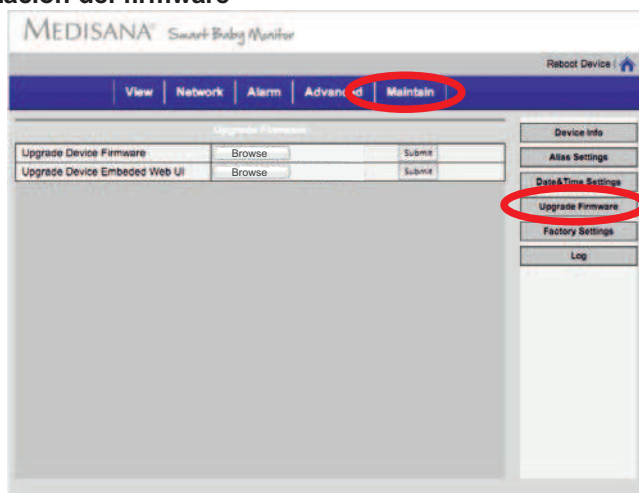 del firmware
MEDISANA® Smart Baby Monitor
Reboot Device
View Network Alarm Advanced Maintain
Upgrade Firmware
Upgrade Device Firmware Browse Submit
Upgrade Device Embeded Web UI Browse Submit
Device Info
Alias Settings
Date&Time Settings
Upgrade Firmware
Factory Settings
Log